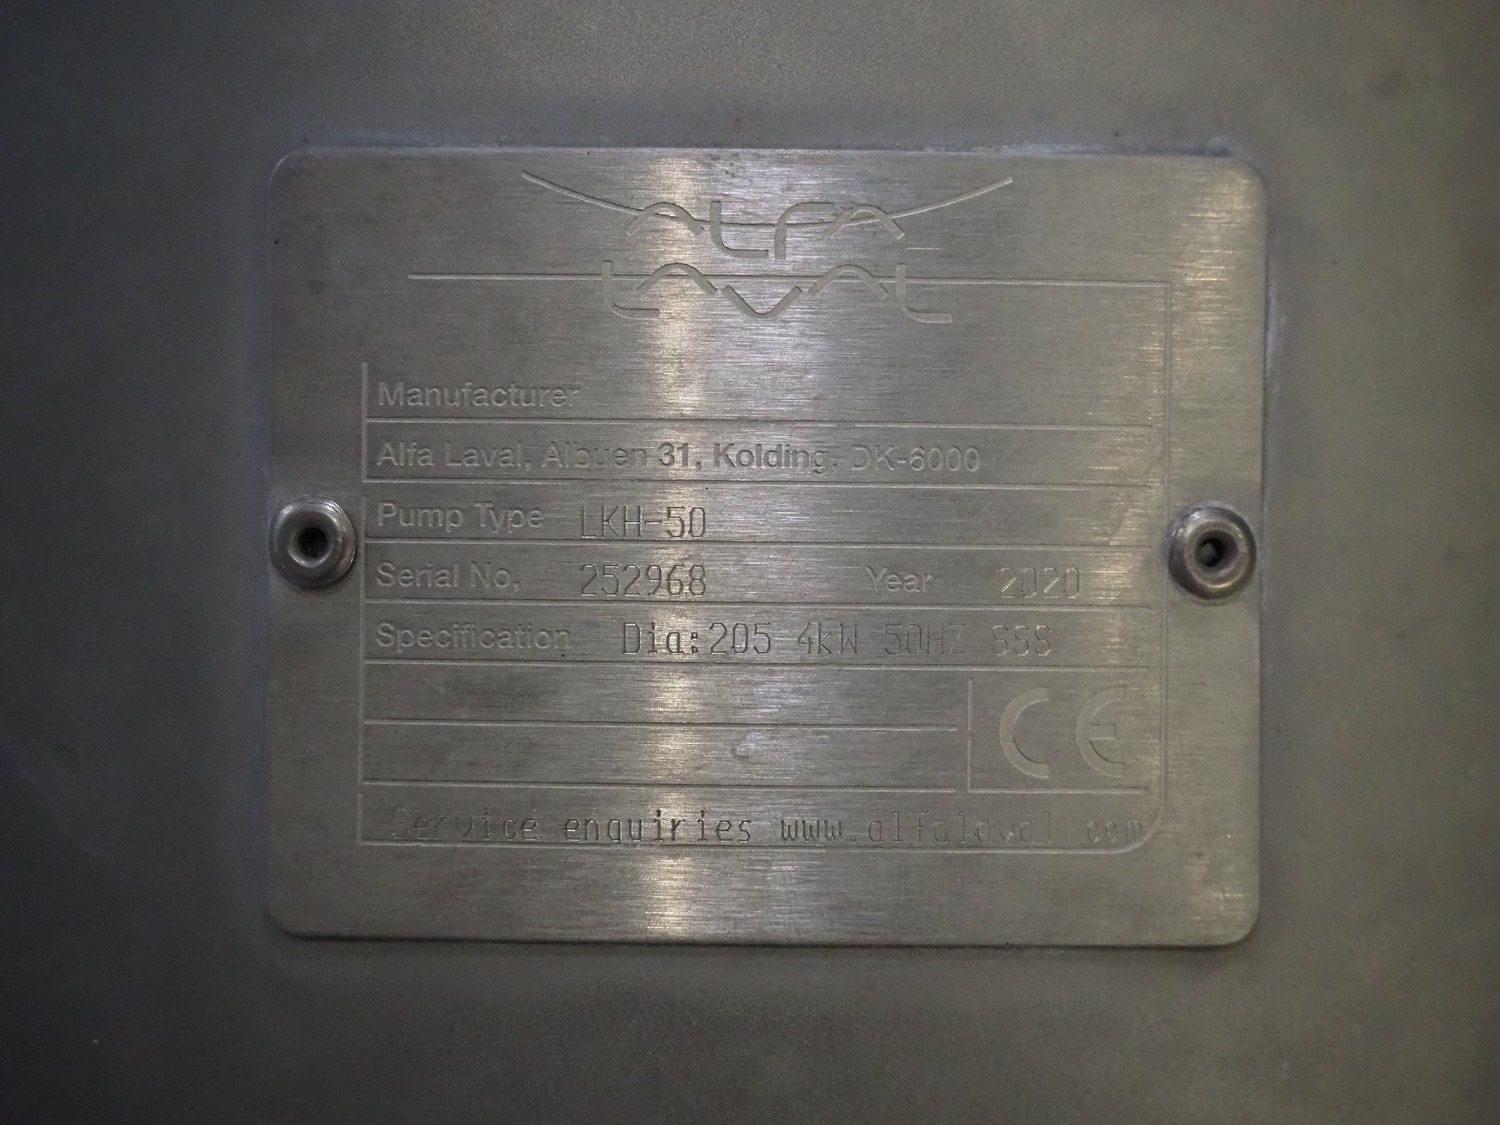 ALFA
LAVAL
Manufacturer
Alfa Laval, Albuen 31, Kolding, DK-6000
Pump Type LKH-50
Serial No, 252968 Year 2020
Specification Dia:205 4kW 50HZ SSS
CE
Service enquiries www.alfalaval.com